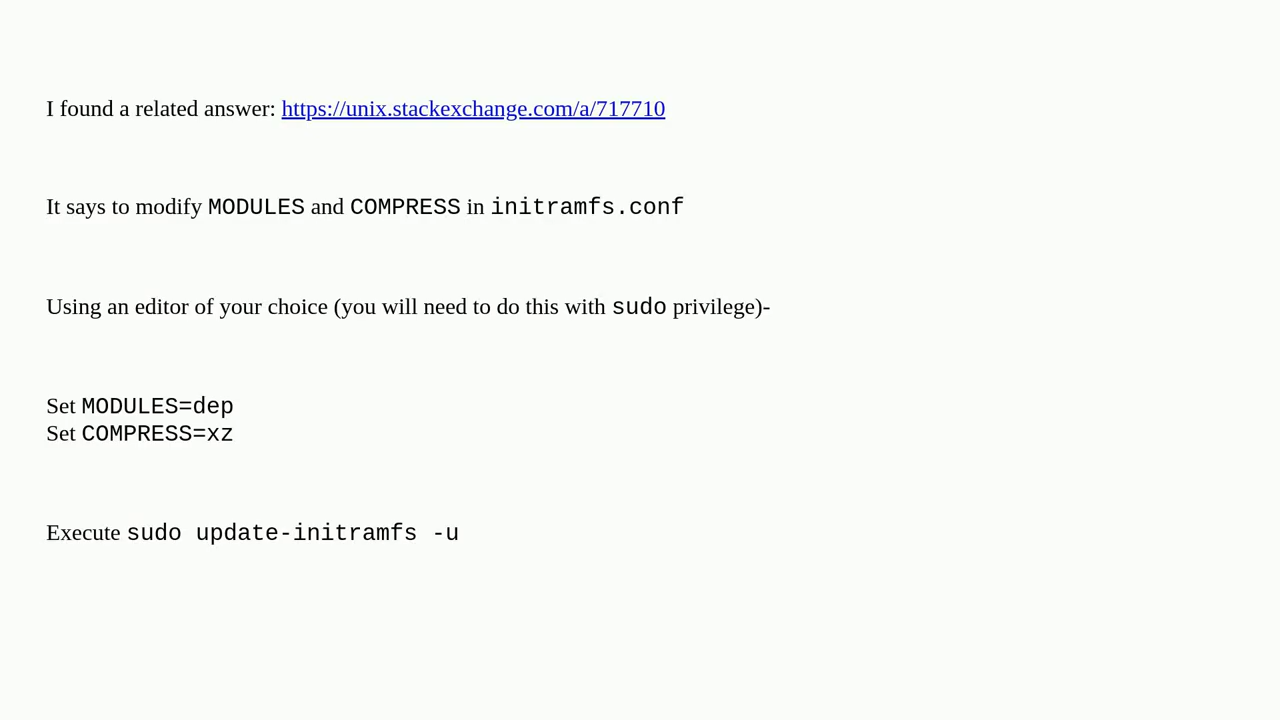 I found a related answer: https://unix.stackexchange.com/a/717710
It says to modify MODULES and COMPRESS in initramfs.conf
Using an editor of your choice (you will need to do this with sudo privilege)-
Set MODULES=dep
Set COMPRESS=xz
Execute sudo update-initramfs -u